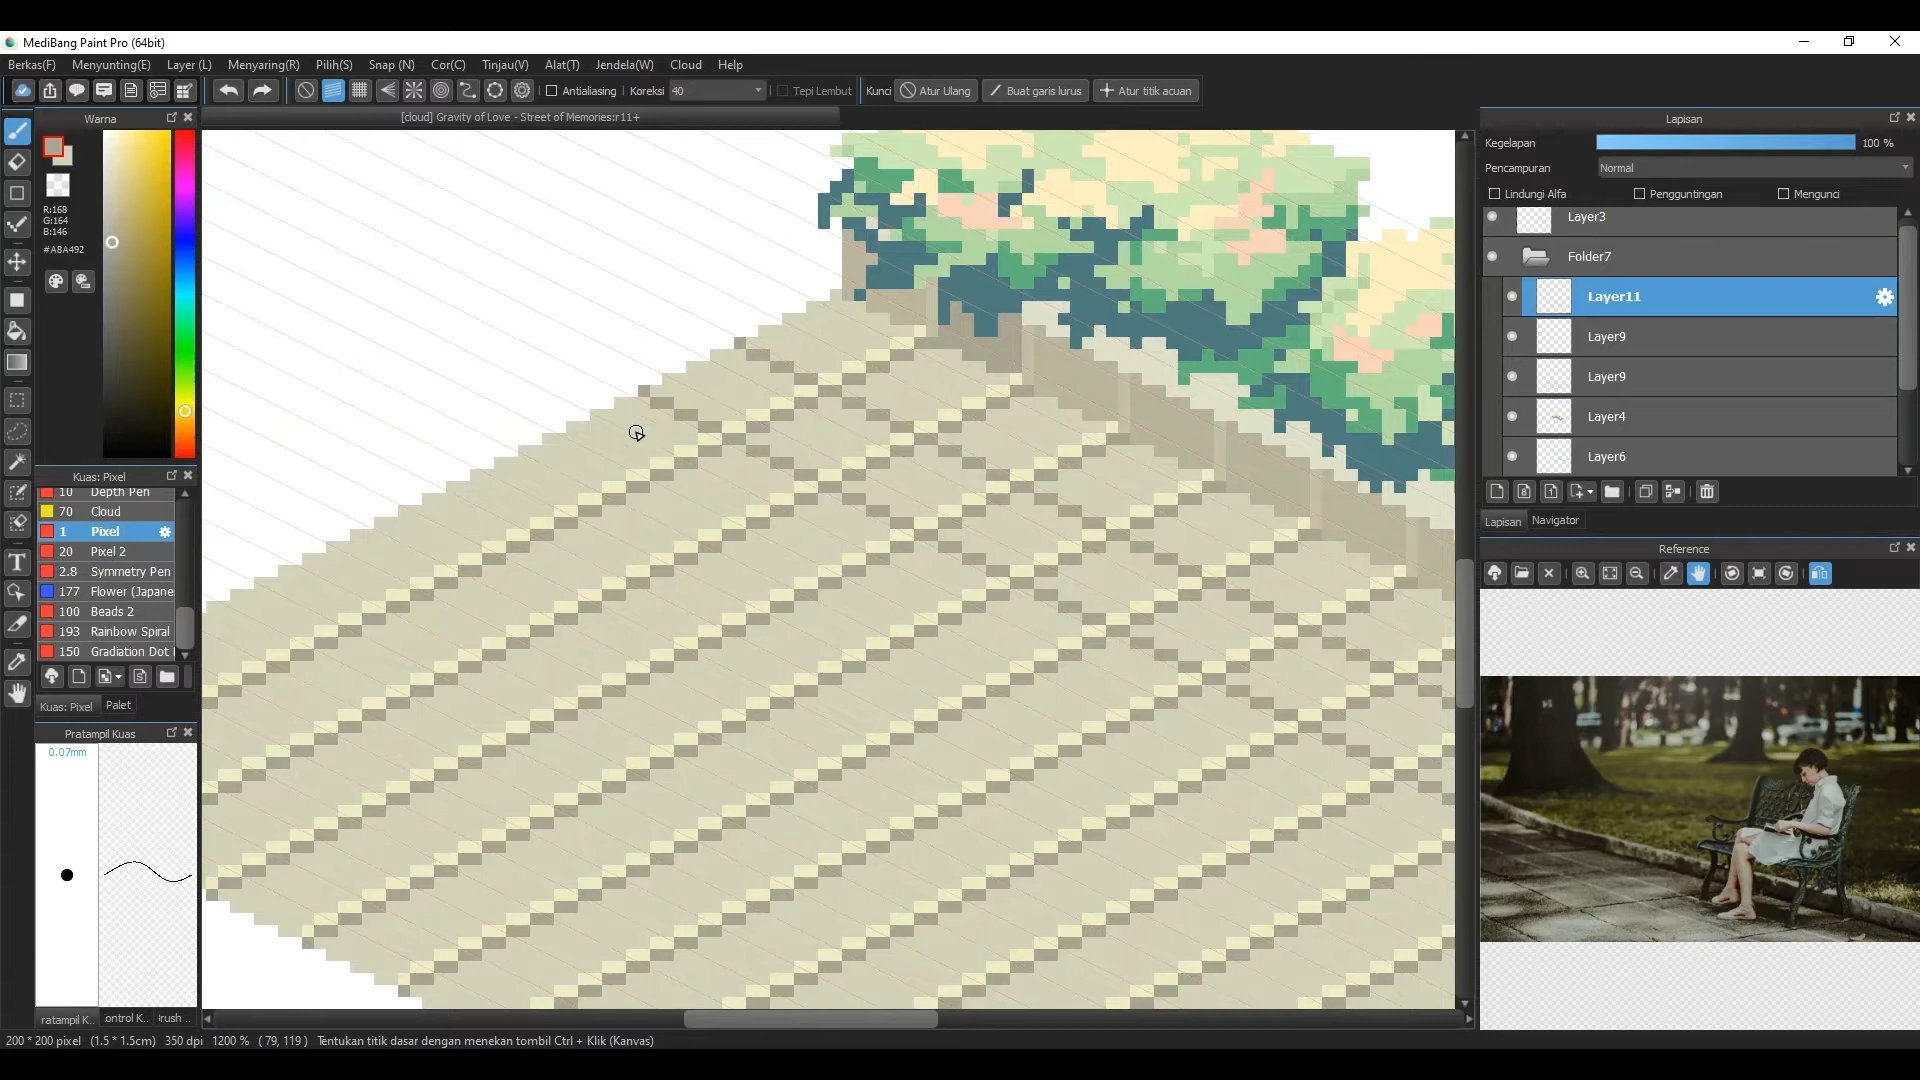 MediBang Paint Pro (64bit)
Berkas(F) Menyunting(E) Layer (L) Menyaring(R) Pilih(S) Snap (N) Cor(C) Tinjau(V) Alat(T) Jendela(W) Cloud Help
Antialiasing Koreksi 40 Tepi Lembut Kunci Atur Ulang Buat garis lurus Atur titik acuan
Warna
[cloud] Gravity of Love - Street of Memories:r11+
R:168
G:164
B:146
#A8A492
Kuas: Pixel
10 Depth Pen
70 Cloud
1 Pixel
20 Pixel 2
2.8 Symmetry Pen
177 Flower (Japane
100 Beads 2
193 Rainbow Spiral
150 Gradiation Dot
Kuas: Pixel Palet
Pratampil Kuas
0.07mm
ratampil K.. ontrol K.. rush ..
Lapisan
Kegelapan 100 %
Pencampuran Normal
Lindungi Alfa Pengguntingan Mengunci
Layer3
Folder7
Layer11
Layer9
Layer9
Layer4
Layer6
Lapisan Navigator
Reference
200 * 200 pixel (1.5 * 1.5cm) 350 dpi 1200 % ( 79, 119 ) Tentukan titik dasar dengan menekan tombil Ctrl + Klik (Kanvas)